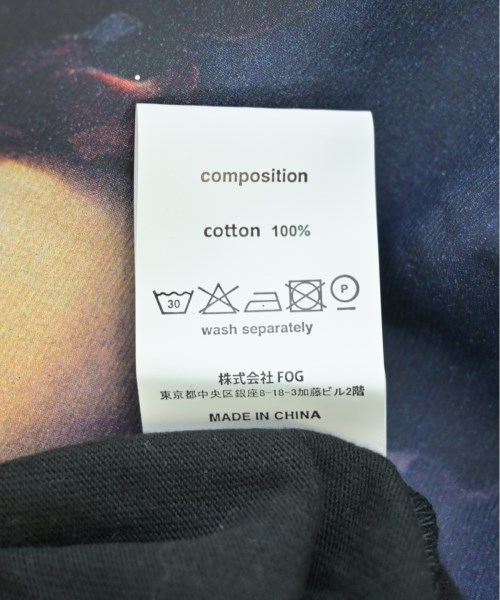 composition
cotton 100%
30 P
wash separately
株式会社 FOG
東京都中央区銀座8-18-3加藤ビル2階
MADE IN CHINA